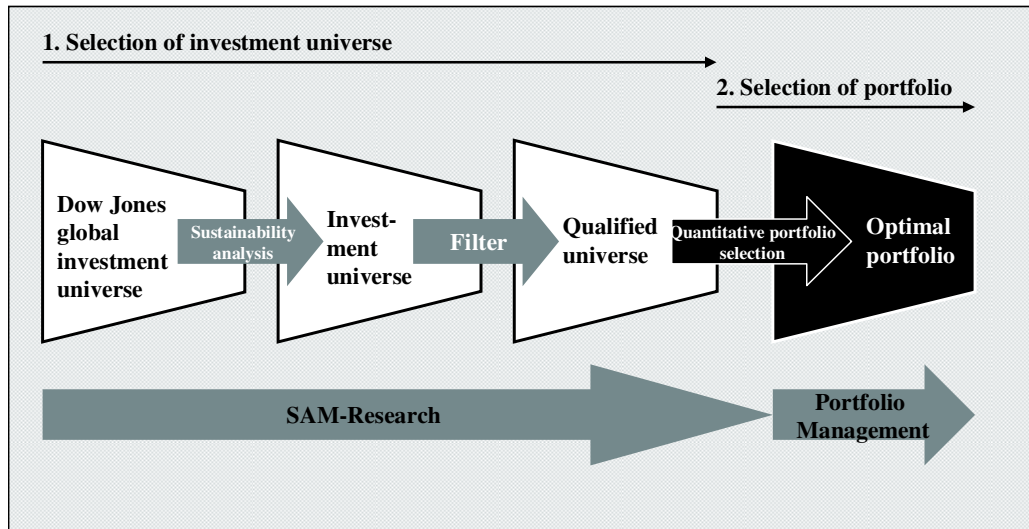 1. Selection of investment universe
2. Selection of portfolio
Dow Jones
global
investment
universe
Sustainability
analysis
Invest-
ment
universe
Filter
Qualified
universe
Quantitative portfolio
selection
Optimal
portfolio
SAM-Research
Portfolio
Management